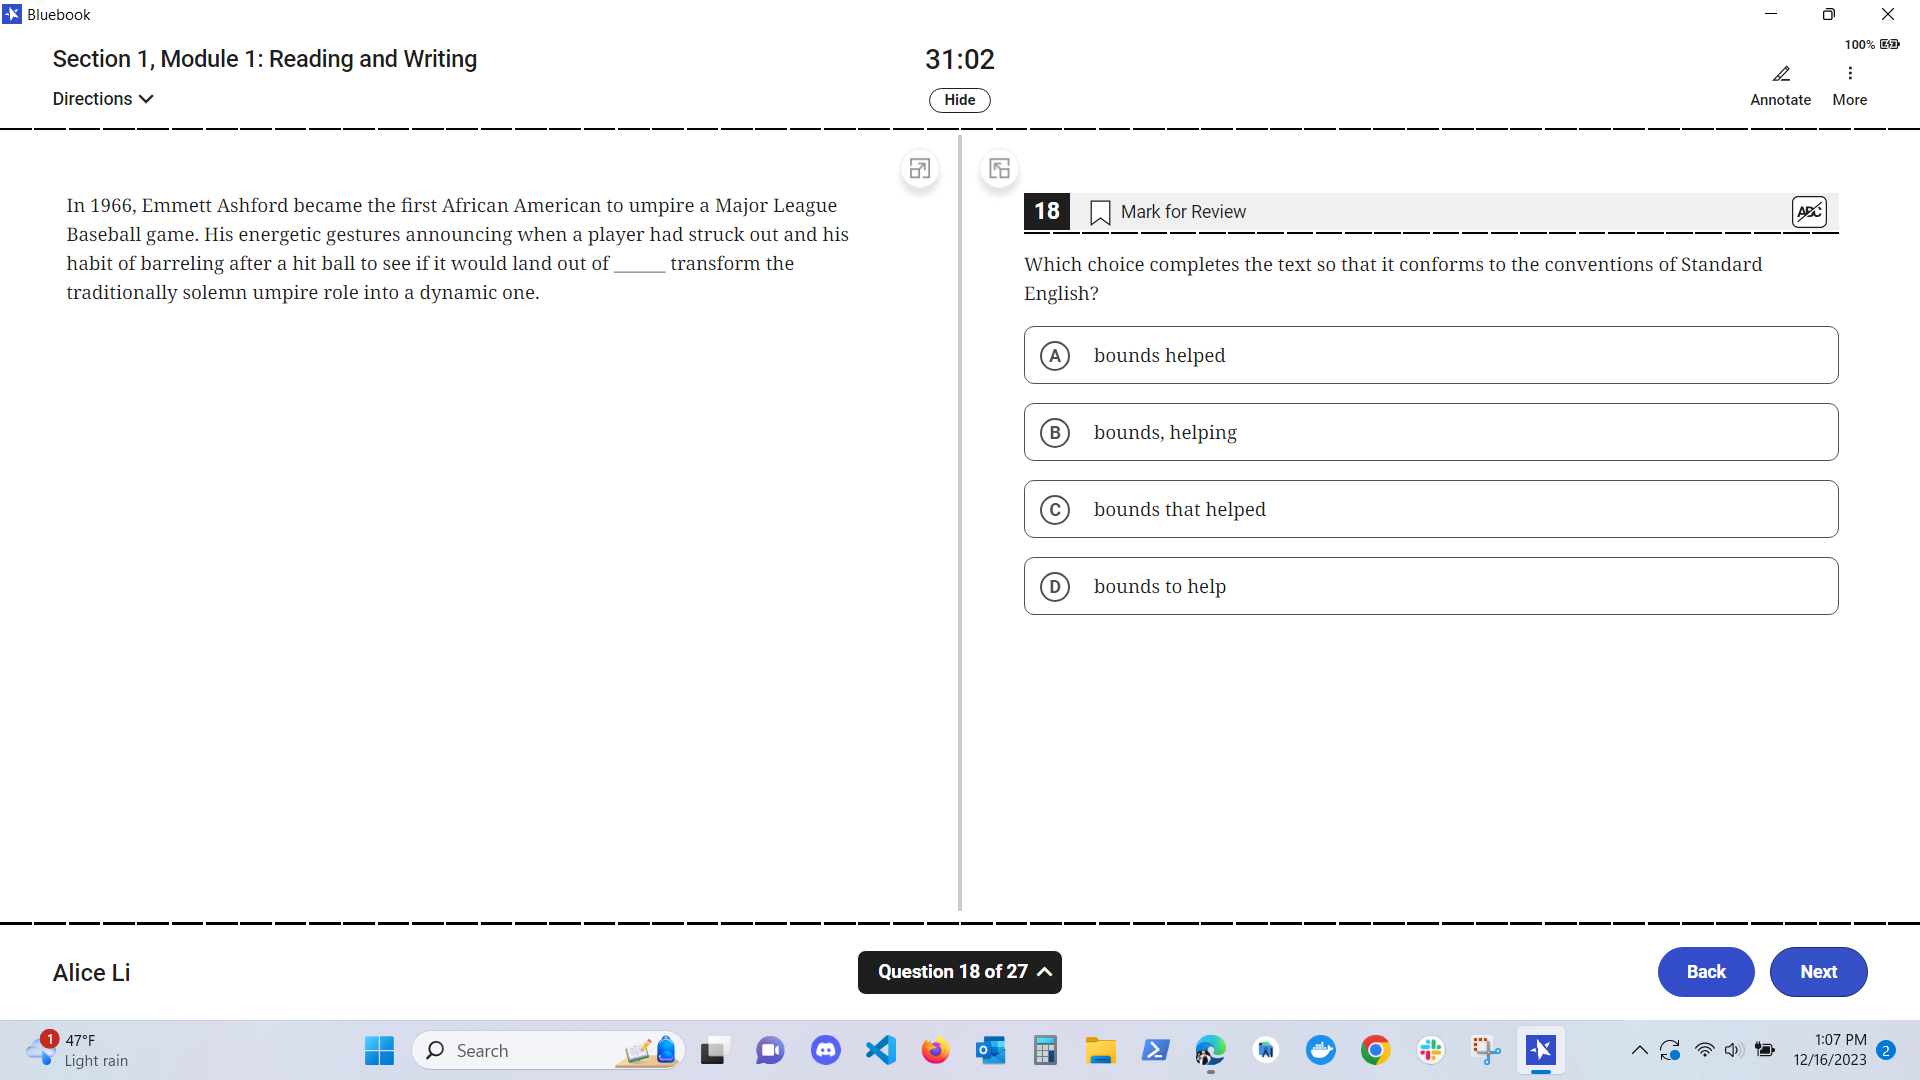 Bluebook
Section 1, Module 1: Reading and Writing
31:02
100%
Directions
Hide
Annotate
More
In 1966, Emmett Ashford became the first African American to umpire a Major League
Baseball game. His energetic gestures announcing when a player had struck out and his
habit of barreling after a hit ball to see if it would land out of ______ transform the
traditionally solemn umpire role into a dynamic one.
18
Mark for Review
ABC
Which choice completes the text so that it conforms to the conventions of Standard
English?
A bounds helped
B bounds, helping
C bounds that helped
D bounds to help
Alice Li
Question 18 of 27
Back
Next
1
47°F
Light rain
Search
1:07 PM
12/16/2023
2